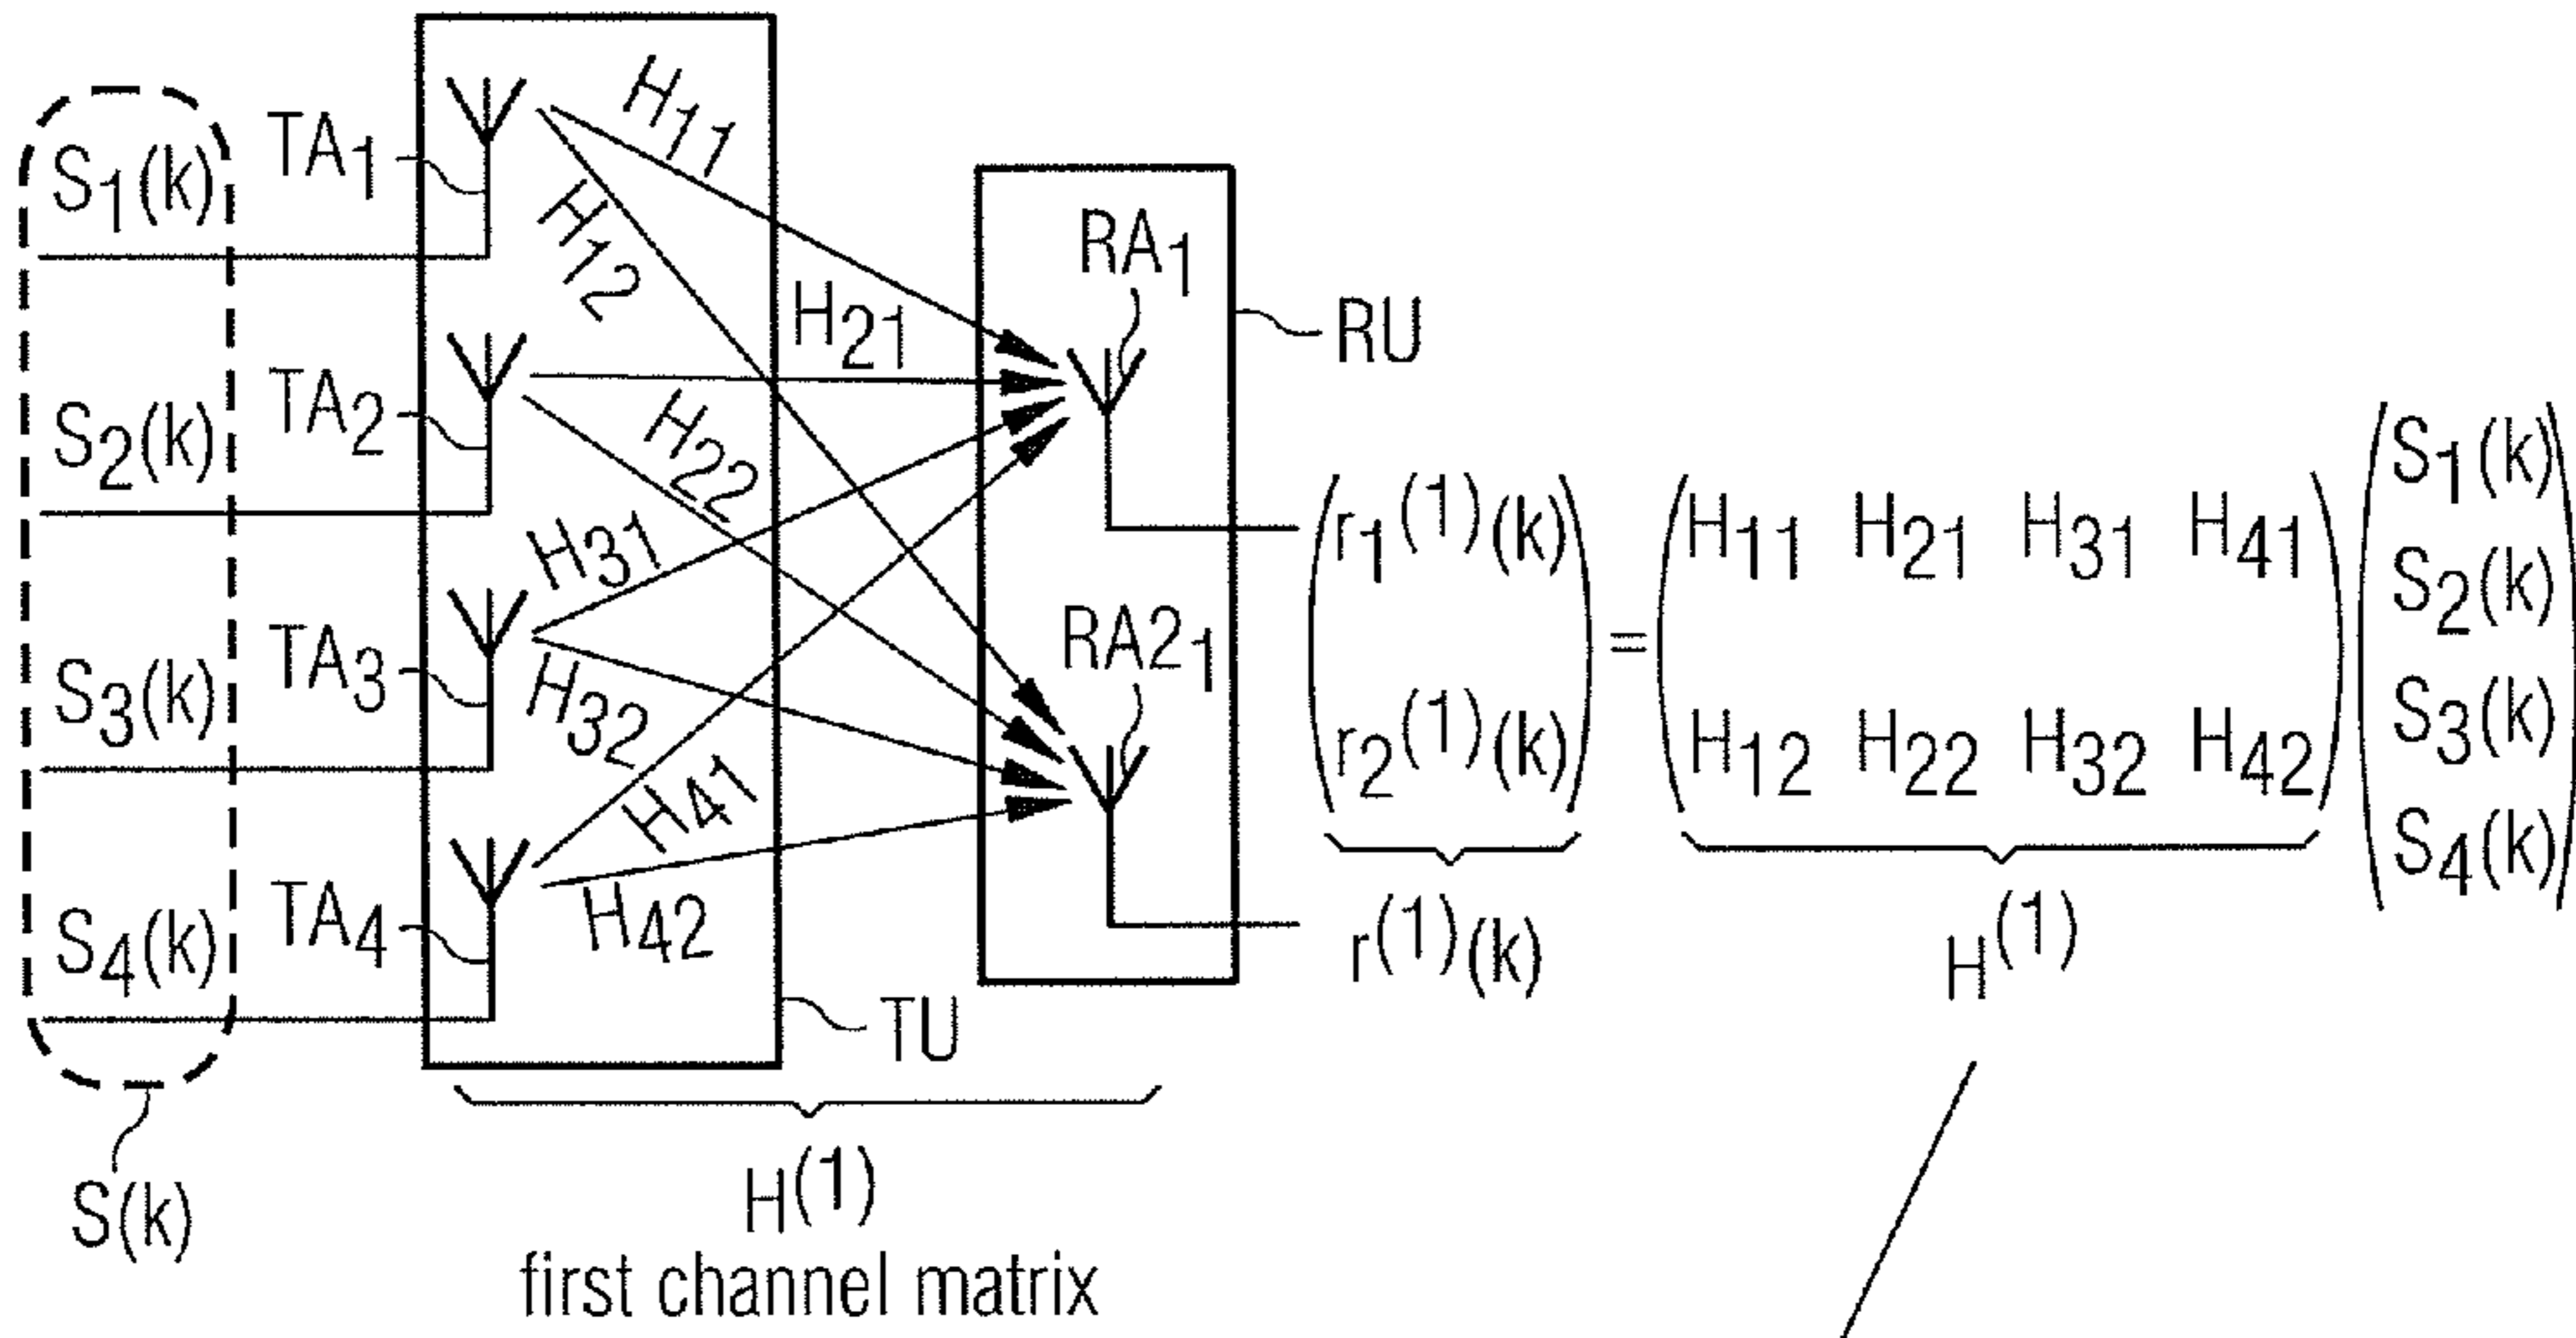 S₁(k)
TA₁
S₂(k)
TA₂
S₃(k)
TA₃
S₄(k)
TA₄
S(k)
H₁₁
H₁₂
H₂₁
H₂₂
H₃₁
H₃₂
H₄₁
H₄₂
TU
RA₁
RA2₁
RU
H⁽¹⁾
first channel matrix
r₁⁽¹⁾(k)
r₂⁽¹⁾(k)
=
H₁₁ H₂₁ H₃₁ H₄₁
H₁₂ H₂₂ H₃₂ H₄₂
S₁(k)
S₂(k)
S₃(k)
S₄(k)
r⁽¹⁾(k)
H⁽¹⁾